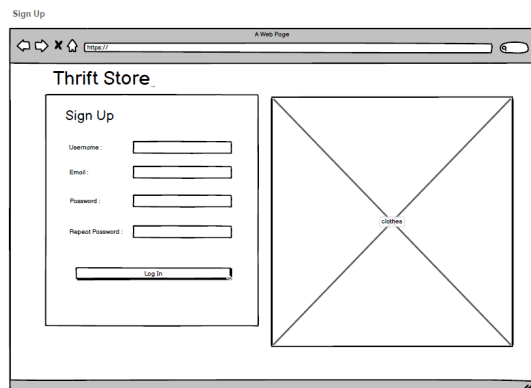 Sign Up
A Web Page
https://
Thrift Store
Sign Up
Username :
Email :
Password :
Repeat Password :
Log In
clothes